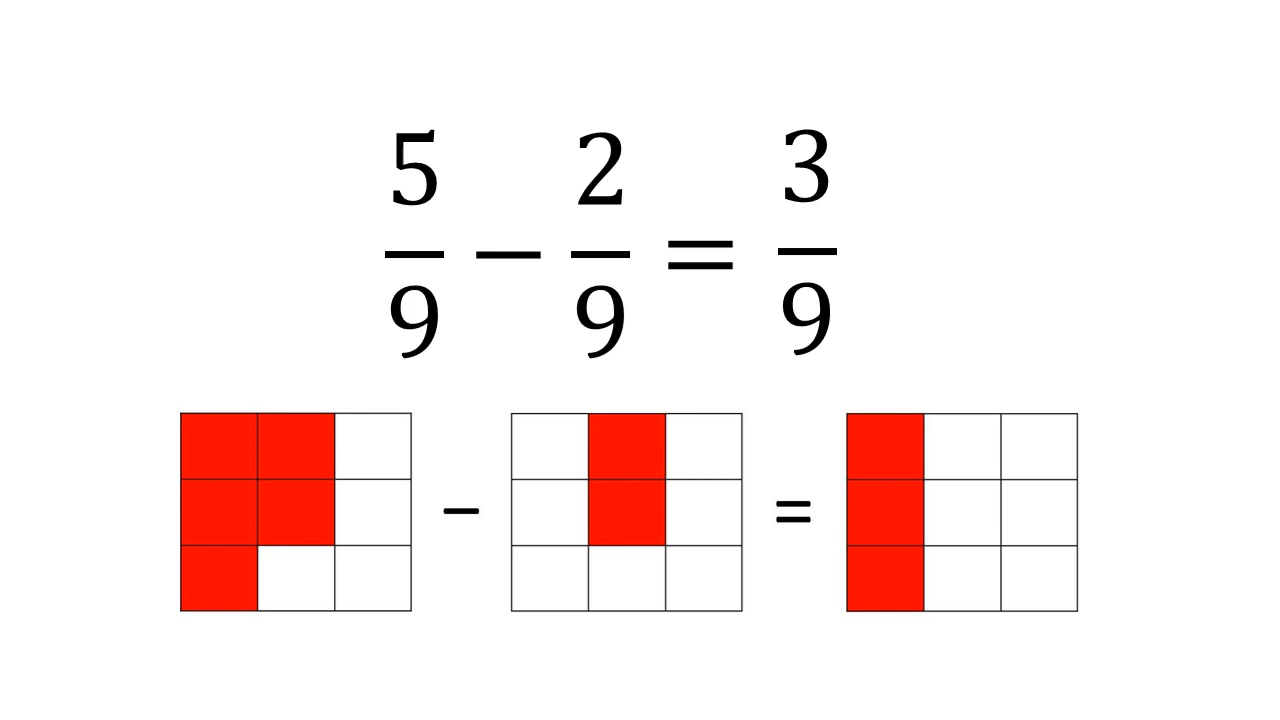 5/9 − 2/9 = 3/9
− =